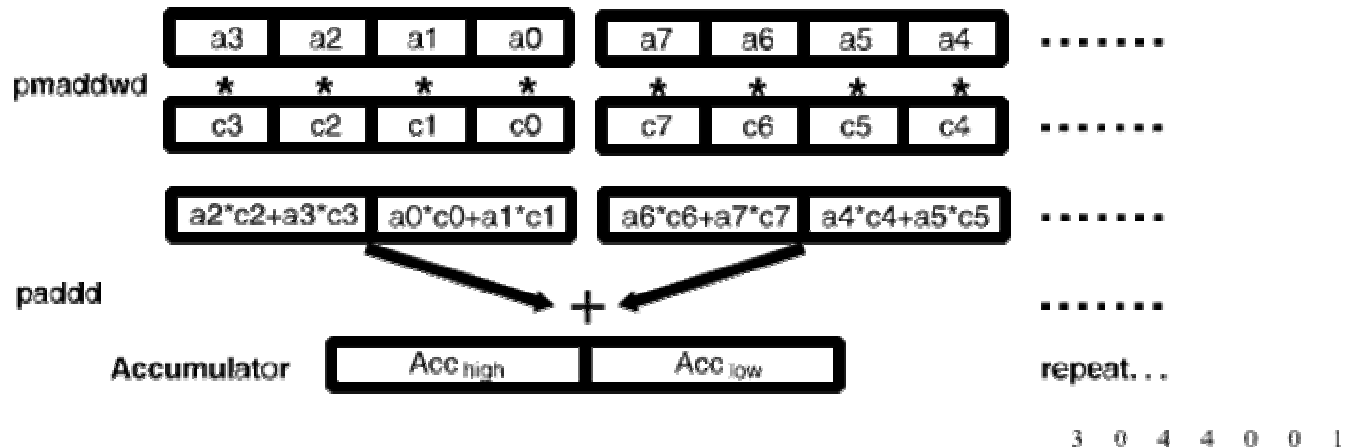 a3 a2 a1 a0 a7 a6 a5 a4 .......
pmaddwd * * * * * * * *
c3 c2 c1 c0 c7 c6 c5 c4 .......
a2*c2+a3*c3 a0*c0+a1*c1 a6*c6+a7*c7 a4*c4+a5*c5 .......
paddd + .......
Accumulator Acc high Acc low repeat...
3 0 4 4 0 0 1